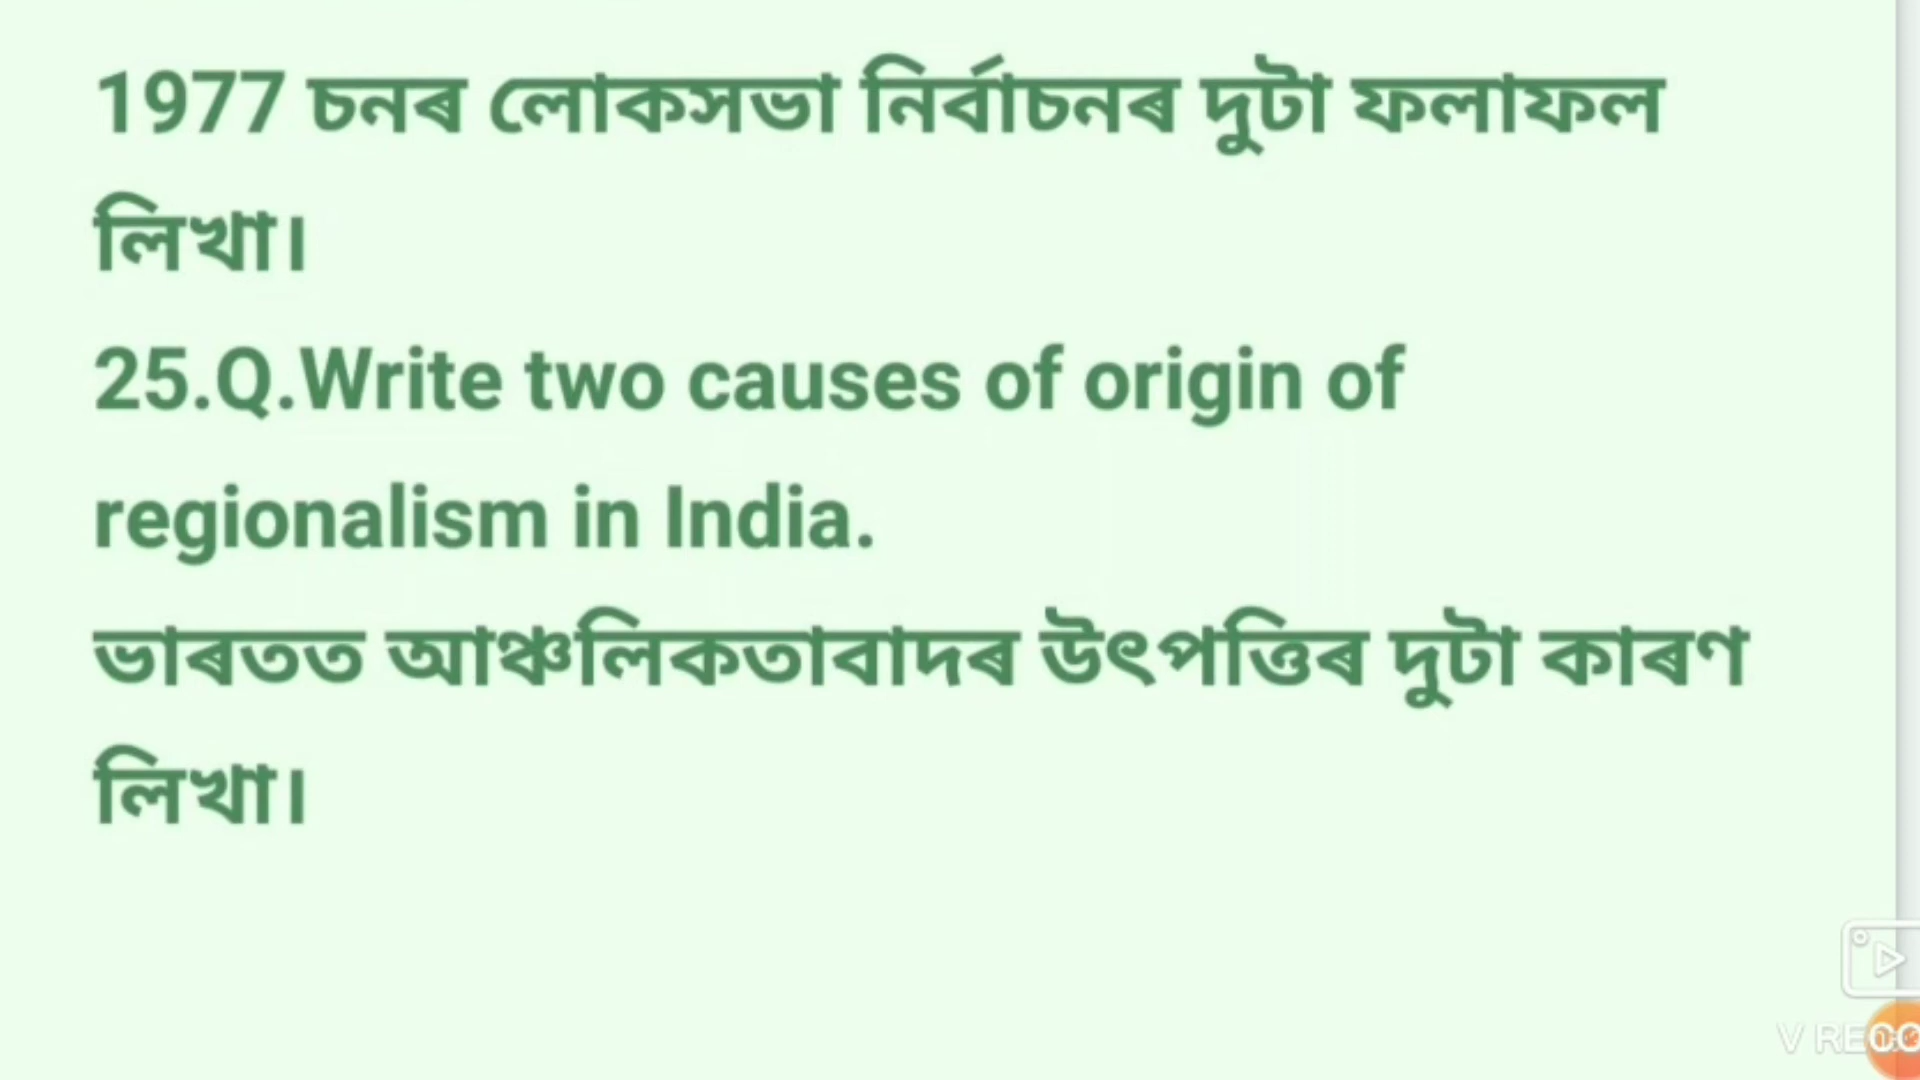 1977 চনৰ লোকসভা নিৰ্বাচনৰ দুটা ফলাফল
লিখা।
25.Q.Write two causes of origin of
regionalism in India.
ভাৰতত আঞ্চলিকতাবাদৰ উৎপত্তিৰ দুটা কাৰণ
লিখা।